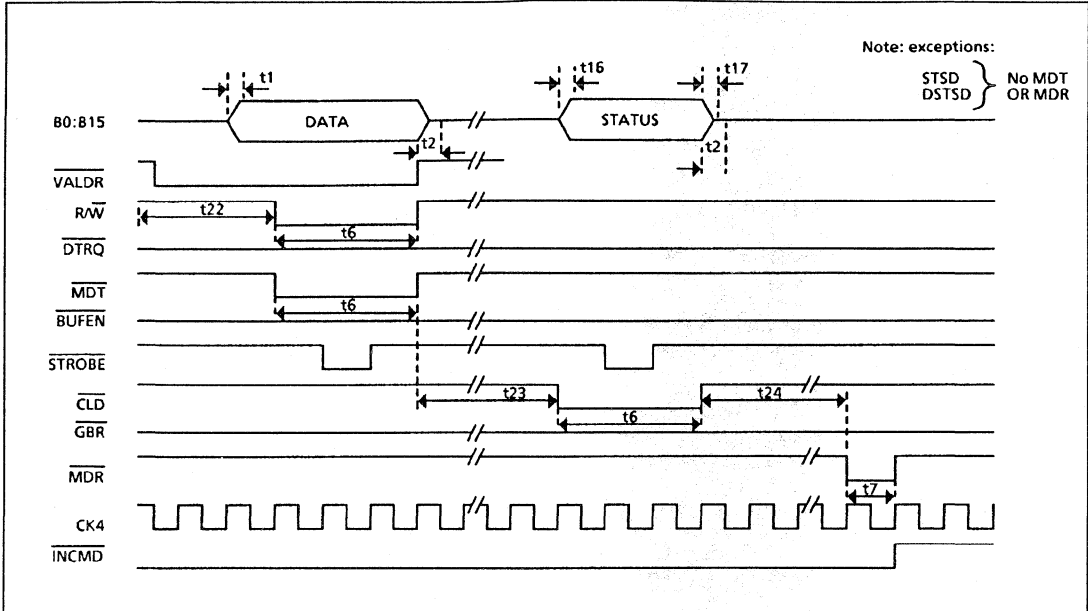 Note: exceptions:
STSD
DSTSD
No MDT
OR MDR
t1
t16
t17
B0:B15
DATA
STATUS
t2
t2
VALDR
R/W
t22
t6
DTRQ
MDT
t6
BUFEN
STROBE
CLD
t23
t6
t24
GBR
MDR
t7
CK4
INCMD